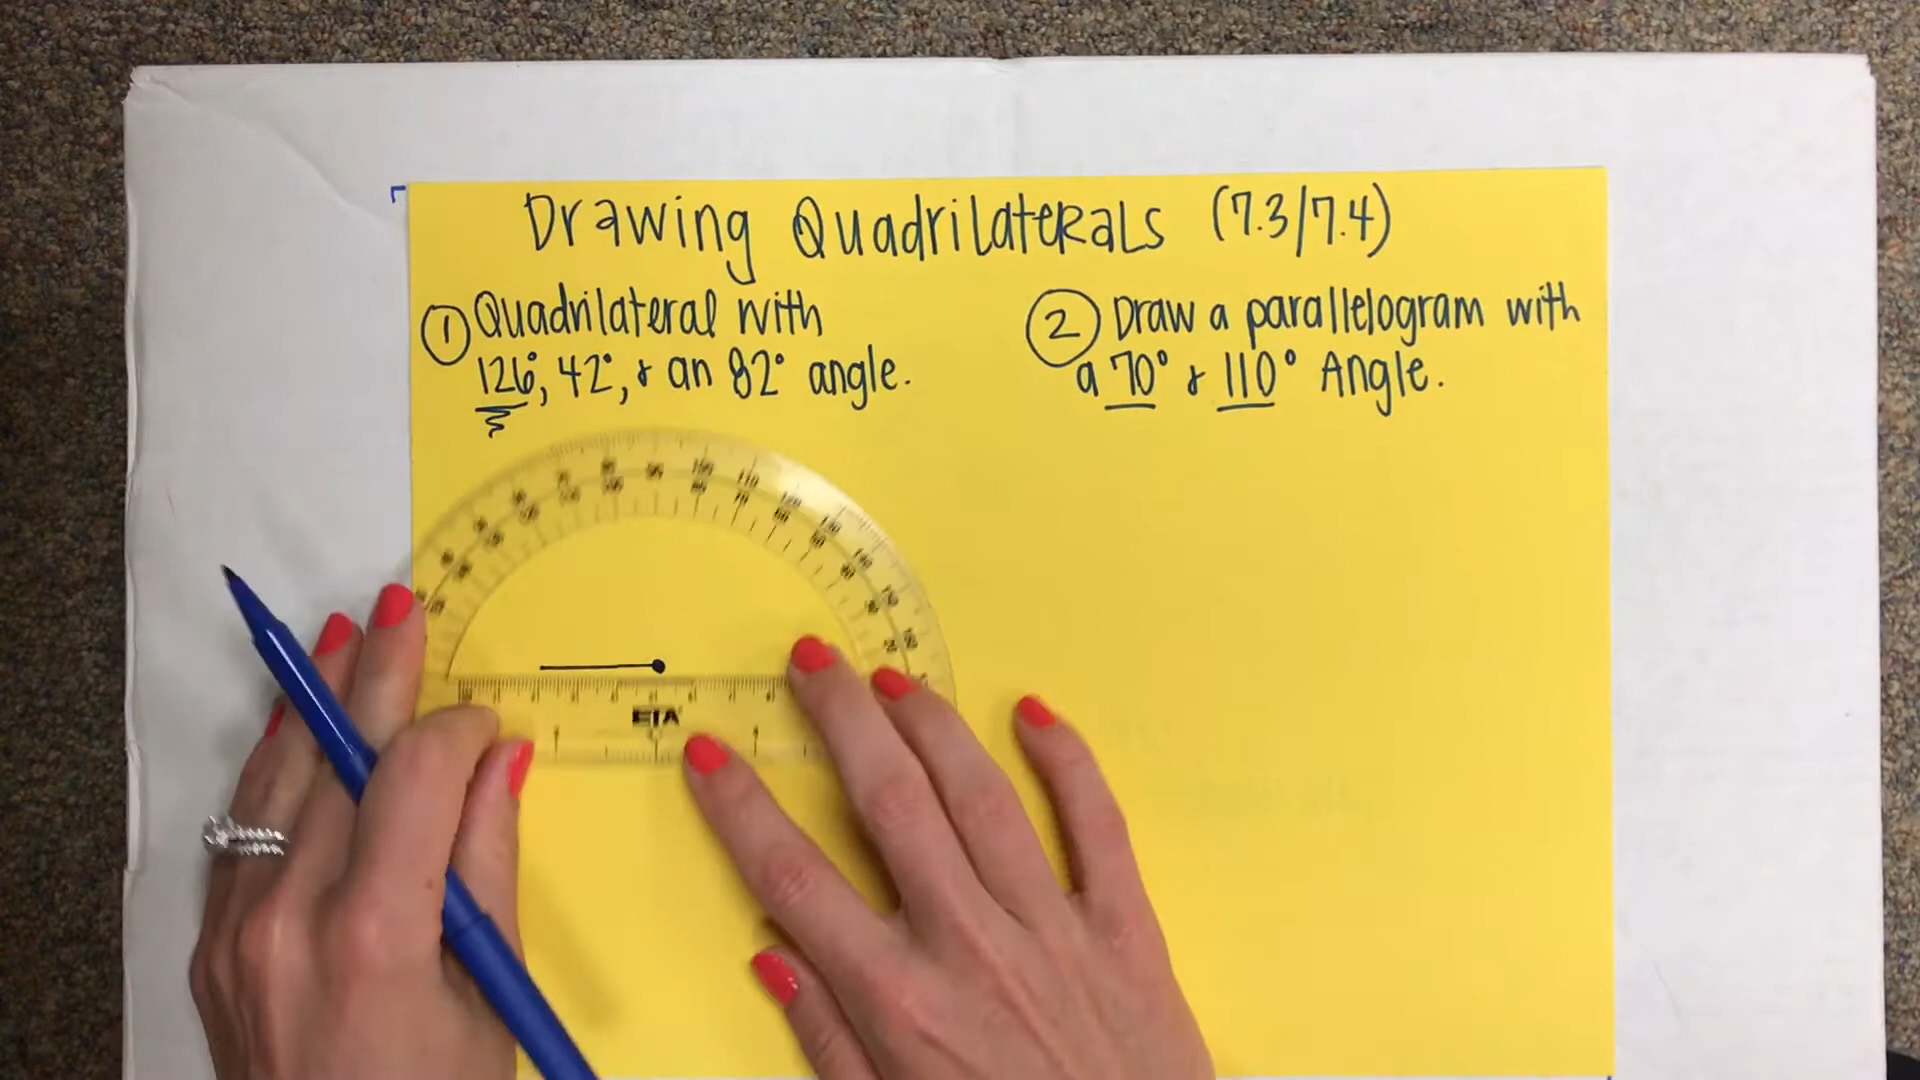 Drawing Quadrilaterals (7.3/7.4)
① Quadrilateral with
126°, 42°, & an 82° angle.
② Draw a parallelogram with
a 70° & 110° Angle.